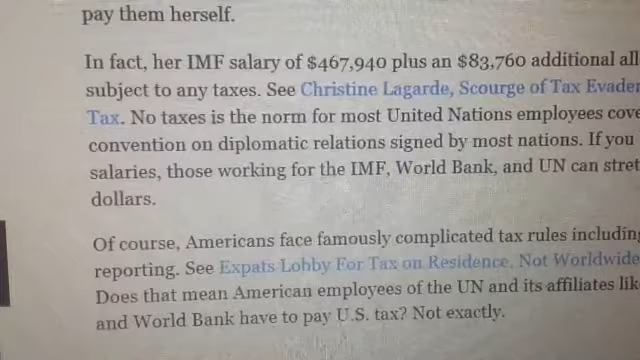 pay them herself.
In fact, her IMF salary of $467,940 plus an $83,760 additional all
subject to any taxes. See Christine Lagarde, Scourge of Tax Evader
Tax. No taxes is the norm for most United Nations employees cove
convention on diplomatic relations signed by most nations. If you
salaries, those working for the IMF, World Bank, and UN can stret
dollars.
Of course, Americans face famously complicated tax rules including
reporting. See Expats Lobby For Tax on Residence, Not Worldwide
Does that mean American employees of the UN and its affiliates lik
and World Bank have to pay U.S. tax? Not exactly.